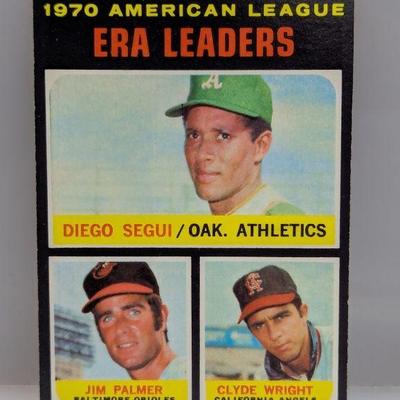 1970 AMERICAN LEAGUE
ERA LEADERS
A
DIEGO SEGUI / OAK. ATHLETICS
JIM PALMER
BALTIMORE ORIOLES
CLYDE WRIGHT
CALIFORNIA ANGELS